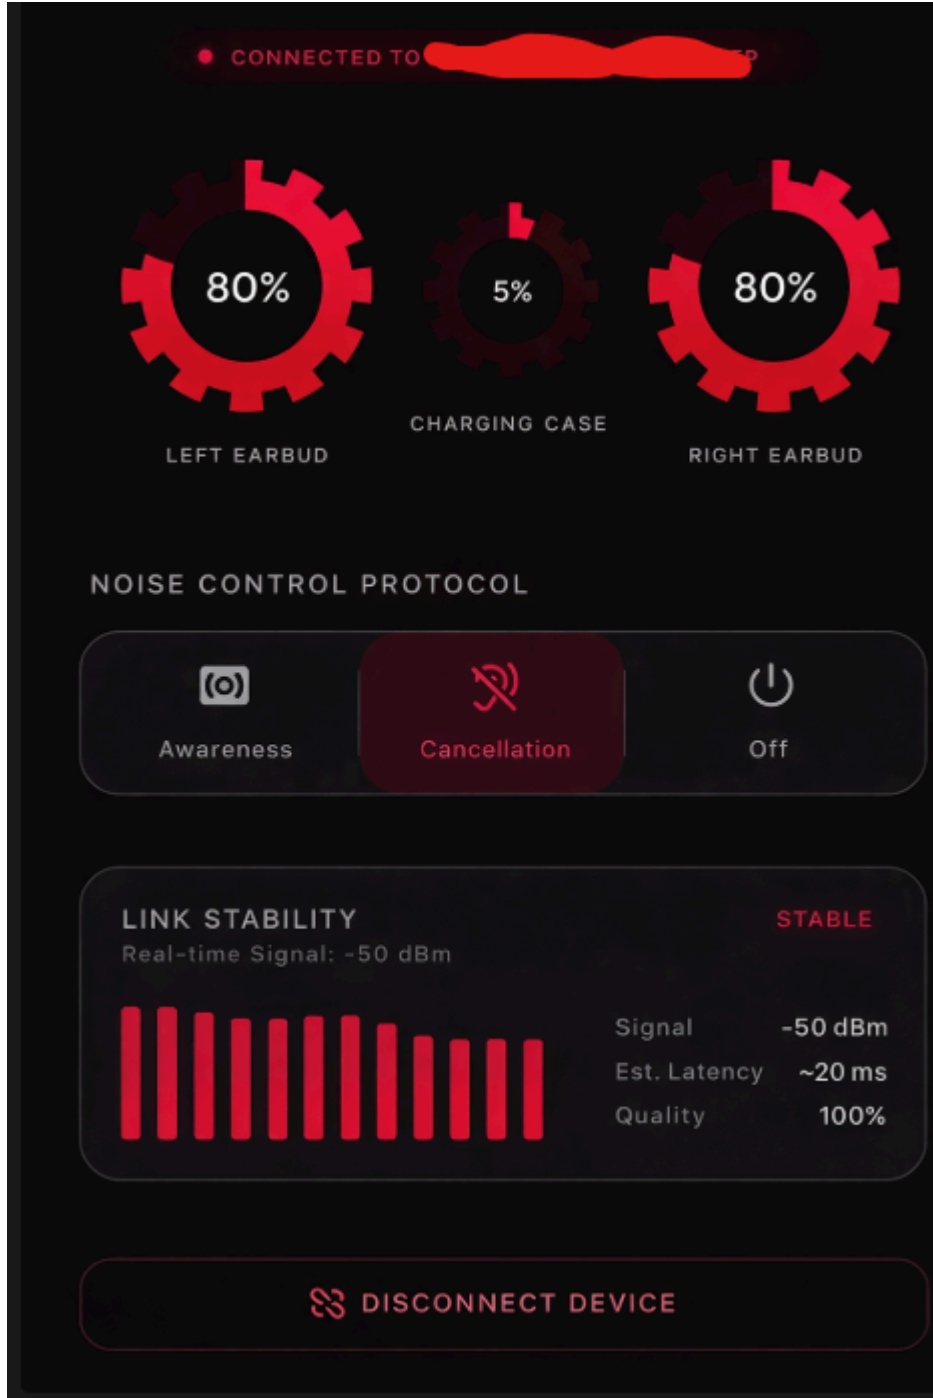 CONNECTED TO
80%
5%
80%
LEFT EARBUD
CHARGING CASE
RIGHT EARBUD
NOISE CONTROL PROTOCOL
Awareness
Cancellation
Off
LINK STABILITY
STABLE
Real-time Signal: -50 dBm
Signal -50 dBm
Est. Latency ~20 ms
Quality 100%
DISCONNECT DEVICE